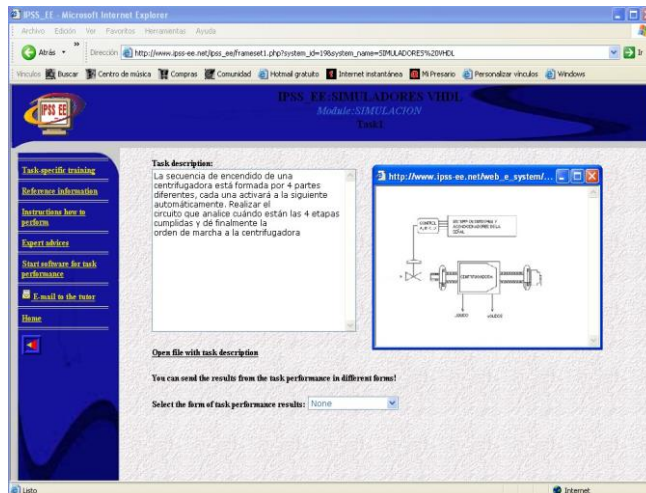 IPSS_EE - Microsoft Internet Explorer
Archivo Edición Ver Favoritos Herramientas Ayuda
Atrás Dirección http://www.ipss-ee.net/ipss_ee/frameset1.php?system_id=19&system_name=SIMULADORES%20VHDL Ir
Vínculos Buscar Centro de música Compras Comunidad Hotmail gratuito Internet instantánea Mi Presario Personalizar vínculos Windows
IPSS EE
IPSS_EE:SIMULADORES VHDL
Module:SIMULACION
Task1
Task-specific training
Reference information
Instructions how to
perform
Expert advices
Start software for task
performance
E-mail to the tutor
Home
Task description:
La secuencia de encendido de una
centrifugadora está formada por 4 partes
diferentes, cada una activará a la siguiente
automáticamente. Realizar el
circuito que analice cuándo están las 4 etapas
cumplidas y dé finalmente la
orden de marcha a la centrifugadora
http://www.ipss-ee.net/web_e_system/...
CONTROL
SEÑAL
CENTRIFUGADORA
Open file with task description
You can send the results from the task performance in different forms!
Select the form of task performance results: None
Listo Internet